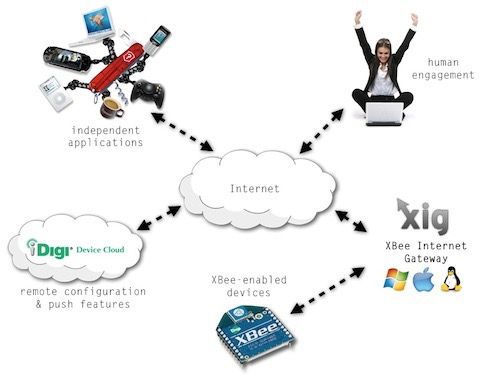 independent
applications
human
engagement
Internet
iDigi Device Cloud
remote configuration
& push features
xig
XBee Internet
Gateway
XBee-enabled
devices
XBee